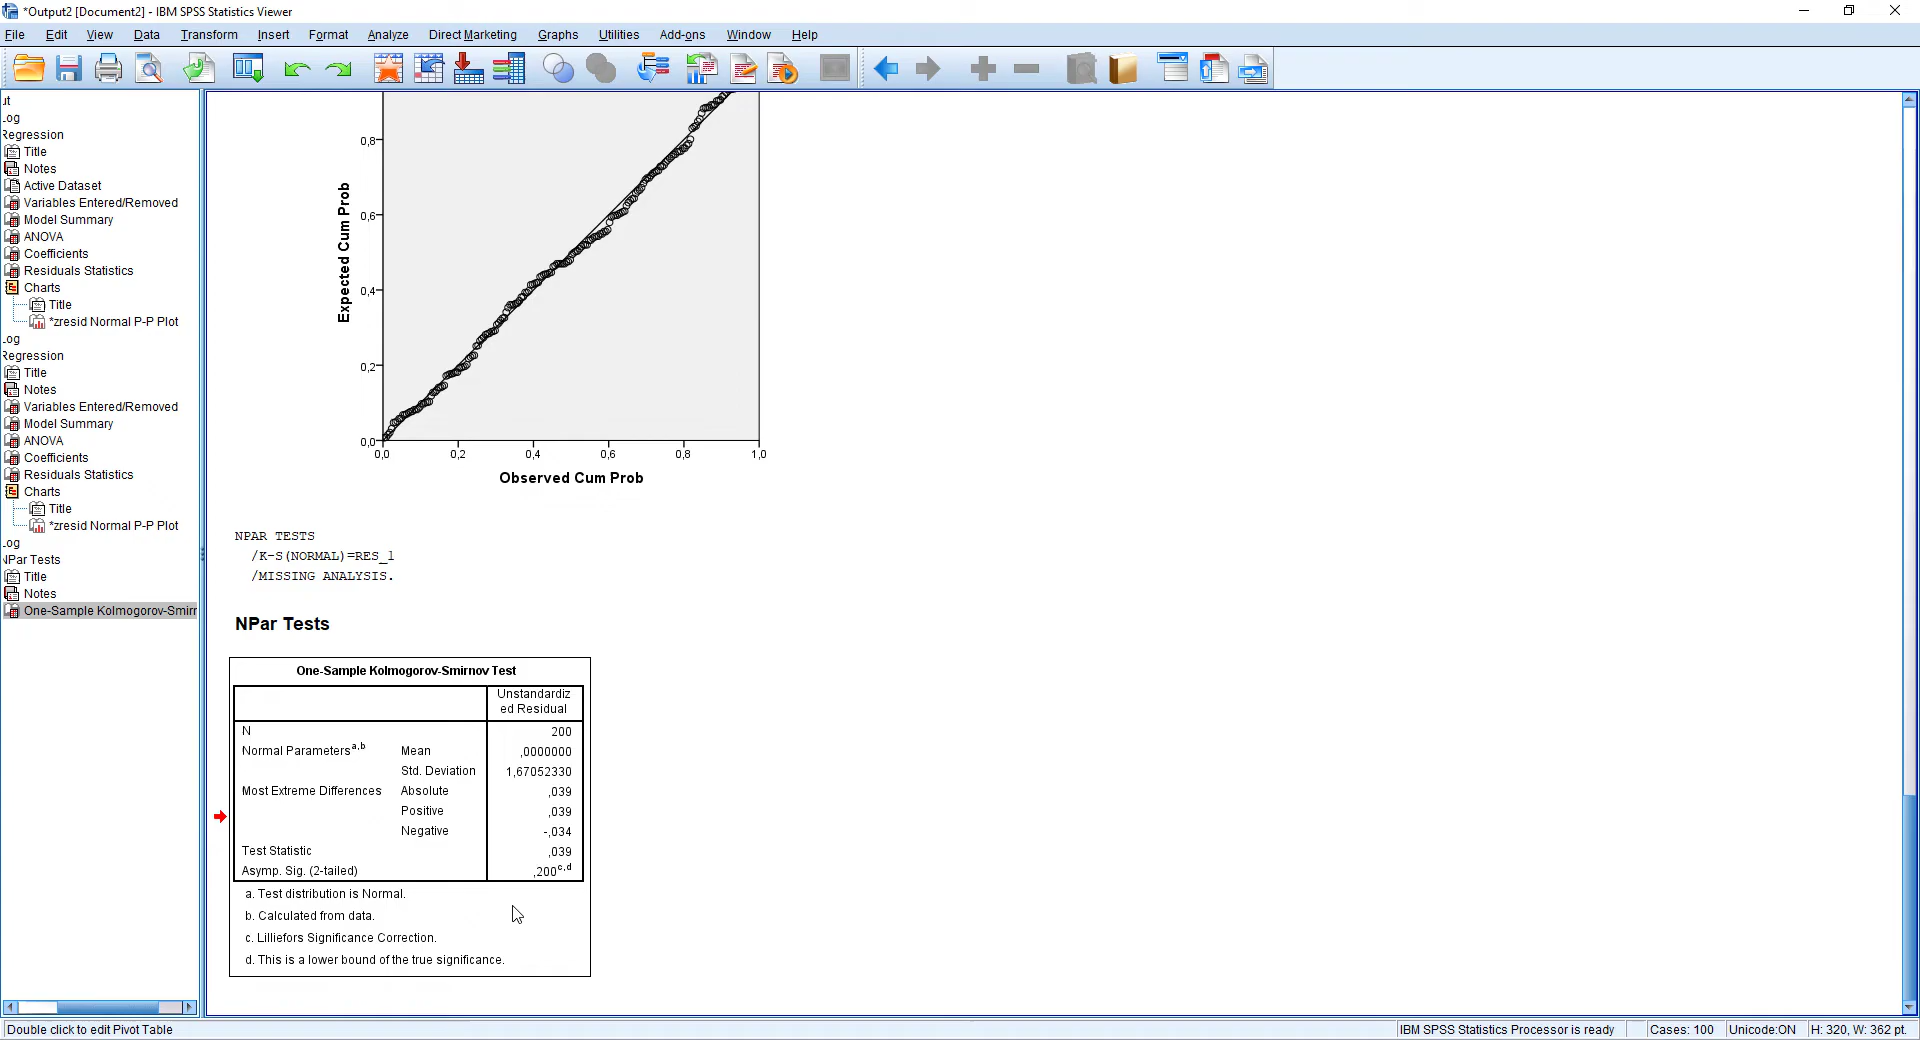 *Output2 [Document2] - IBM SPSS Statistics Viewer
File Edit View Data Transform Insert Format Analyze Direct Marketing Graphs Utilities Add-ons Window Help
ut
Log
Regression
Title
Notes
Active Dataset
Variables Entered/Removed
Model Summary
ANOVA
Coefficients
Residuals Statistics
Charts
Title
*zresid Normal P-P Plot
Log
Regression
Title
Notes
Variables Entered/Removed
Model Summary
ANOVA
Coefficients
Residuals Statistics
Charts
Title
*zresid Normal P-P Plot
Log
NPar Tests
Title
Notes
One-Sample Kolmogorov-Smirn
Expected Cum Prob
0,8
0,6
0,4
0,2
0,0
0,0 0,2 0,4 0,6 0,8 1,0
Observed Cum Prob
NPAR TESTS
/K-S(NORMAL)=RES_1
/MISSING ANALYSIS.
NPar Tests
One-Sample Kolmogorov-Smirnov Test
Unstandardiz
ed Residual
N 200
Normal Parameters a,b Mean ,0000000
Std. Deviation 1,67052330
Most Extreme Differences Absolute ,039
Positive ,039
Negative -,034
Test Statistic ,039
Asymp. Sig. (2-tailed) ,200 c,d
a. Test distribution is Normal.
b. Calculated from data.
c. Lilliefors Significance Correction.
d. This is a lower bound of the true significance.
Double click to edit Pivot Table
IBM SPSS Statistics Processor is ready Cases: 100 Unicode:ON H: 320, W: 362 pt.